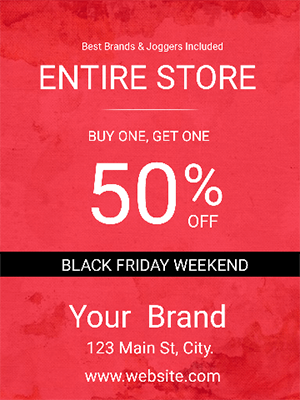 Best Brands & Joggers Included
ENTIRE STORE
BUY ONE, GET ONE
50%
OFF
BLACK FRIDAY WEEKEND
Your Brand
123 Main St, City.
www.website.com